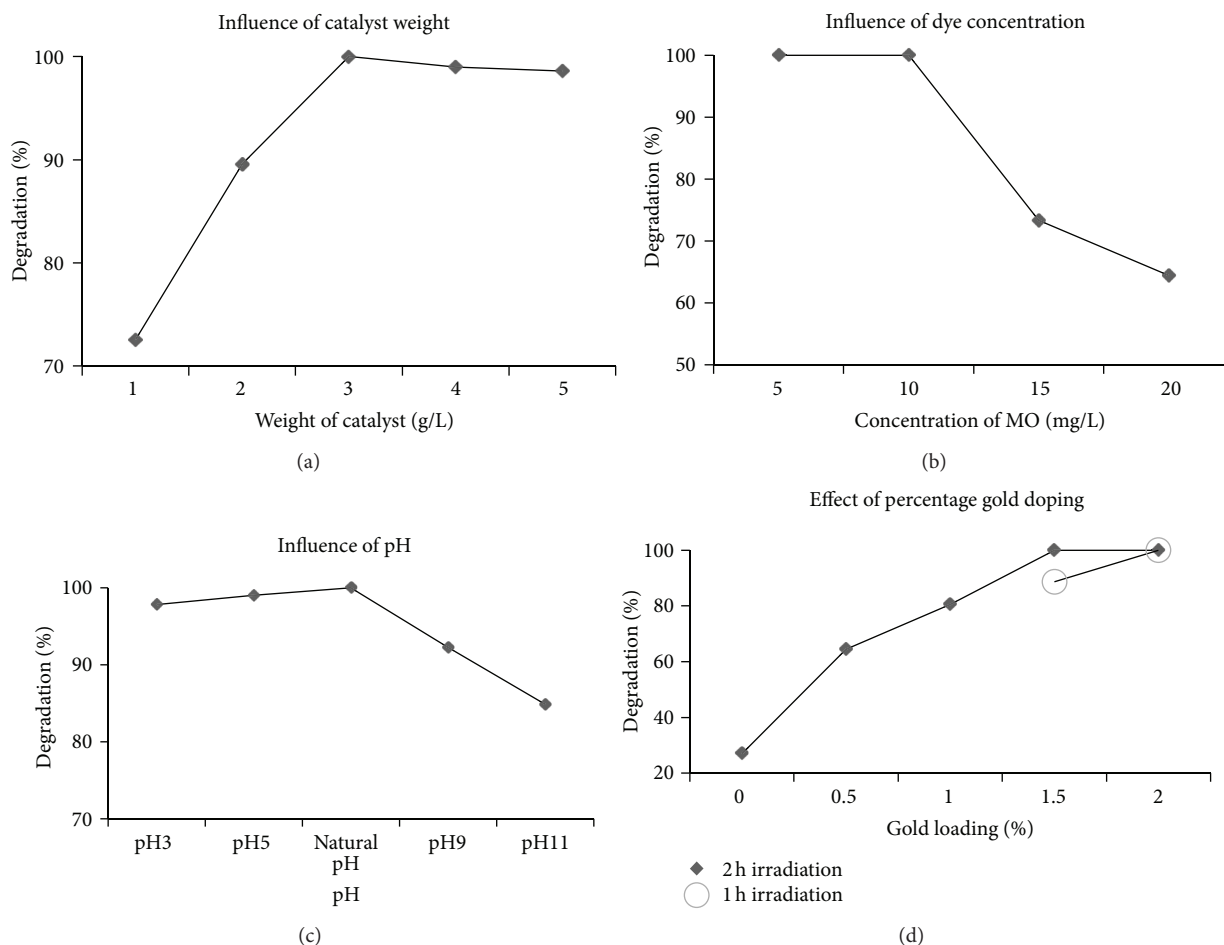 Influence of catalyst weight
100
90
80
70
Degradation (%)
1 2 3 4 5
Weight of catalyst (g/L)
(a)
Influence of dye concentration
100
90
80
70
60
50
Degradation (%)
5 10 15 20
Concentration of MO (mg/L)
(b)
Influence of pH
100
90
80
70
Degradation (%)
pH3 pH5 Natural pH9 pH11
pH
pH
(c)
Effect of percentage gold doping
100
80
60
40
20
Degradation (%)
0 0.5 1 1.5 2
Gold loading (%)
2 h irradiation
1 h irradiation
(d)